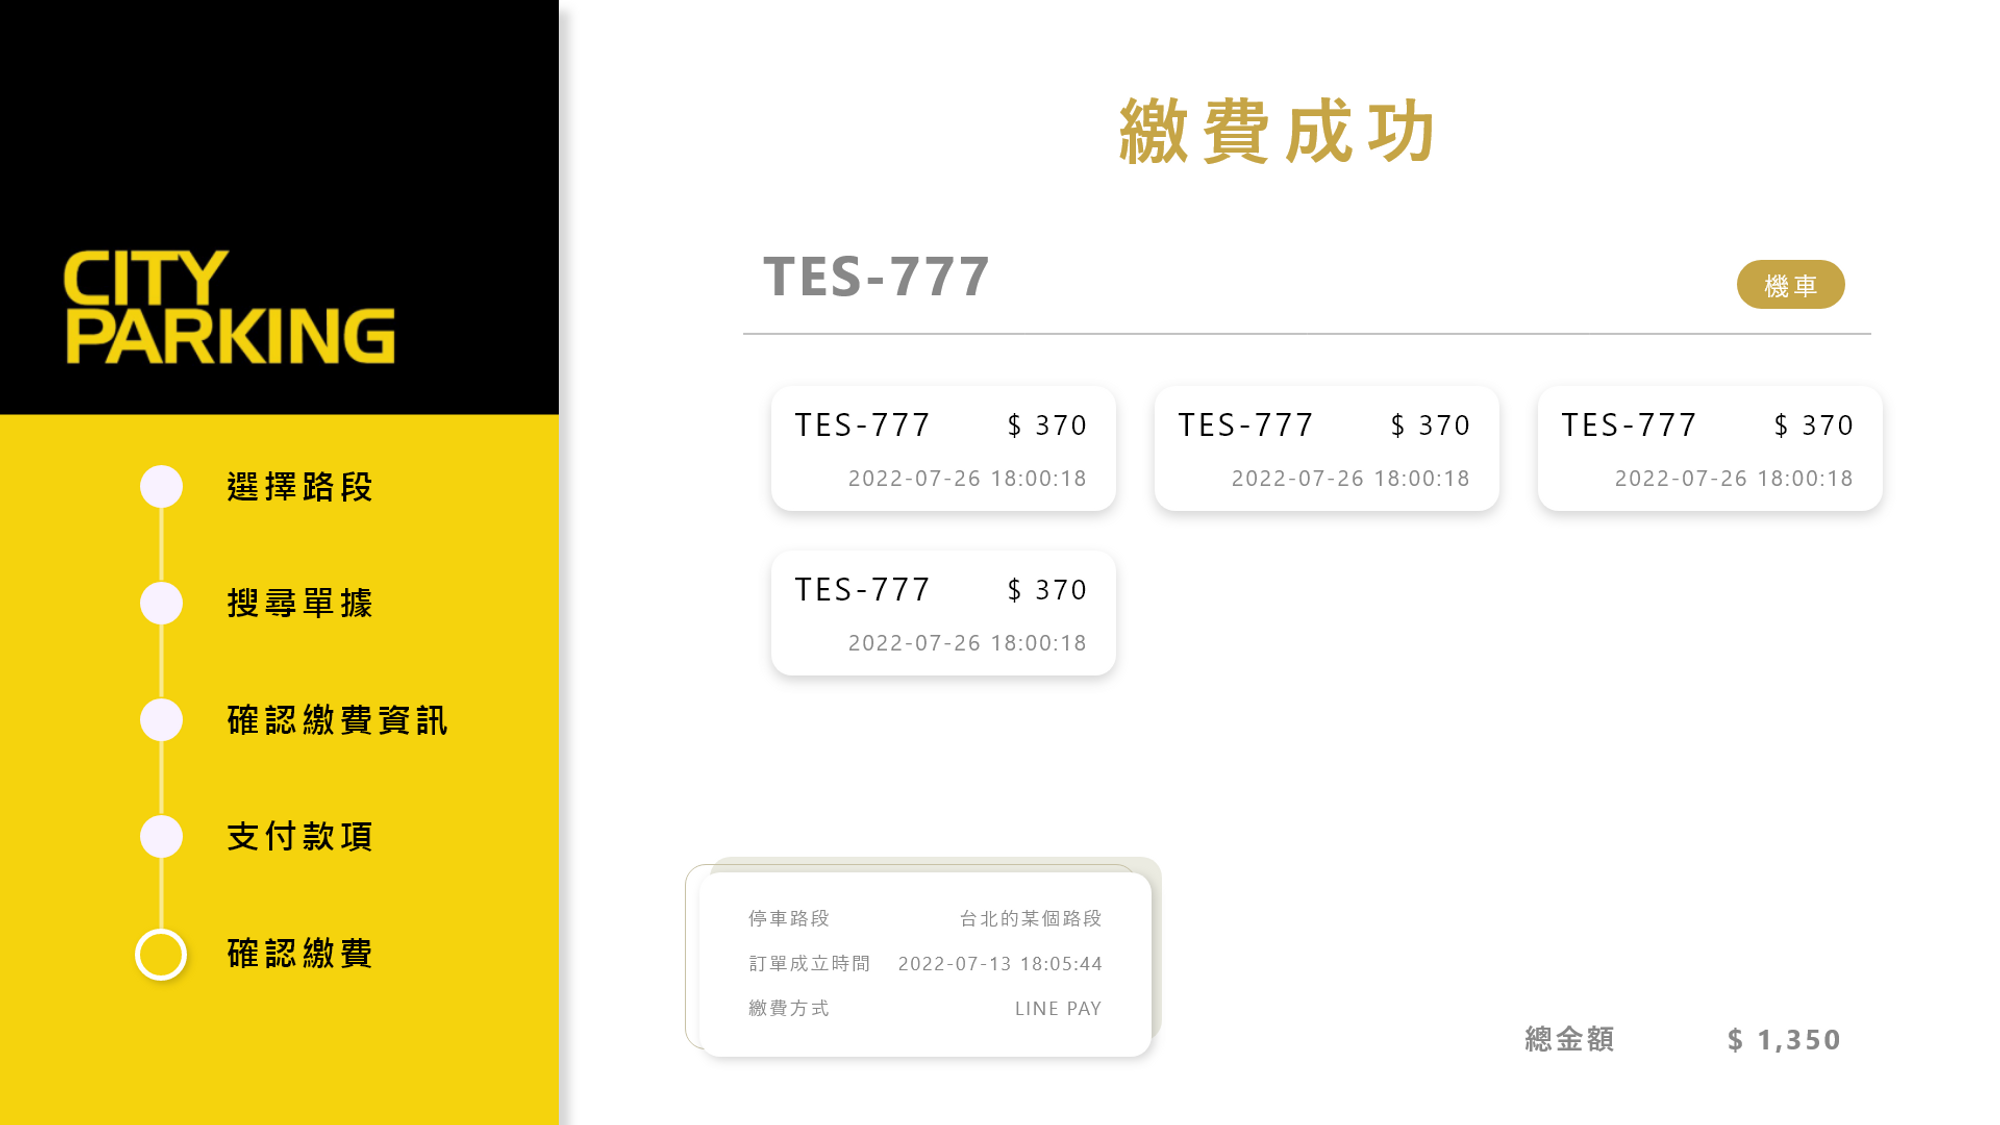 CITY
PARKING
選擇路段
搜尋單據
確認繳費資訊
支付款項
確認繳費
繳費成功
TES-777
機車
TES-777 $ 370
2022-07-26 18:00:18
TES-777 $ 370
2022-07-26 18:00:18
TES-777 $ 370
2022-07-26 18:00:18
TES-777 $ 370
2022-07-26 18:00:18
停車路段 台北的某個路段
訂單成立時間 2022-07-13 18:05:44
繳費方式 LINE PAY
總金額 $ 1,350